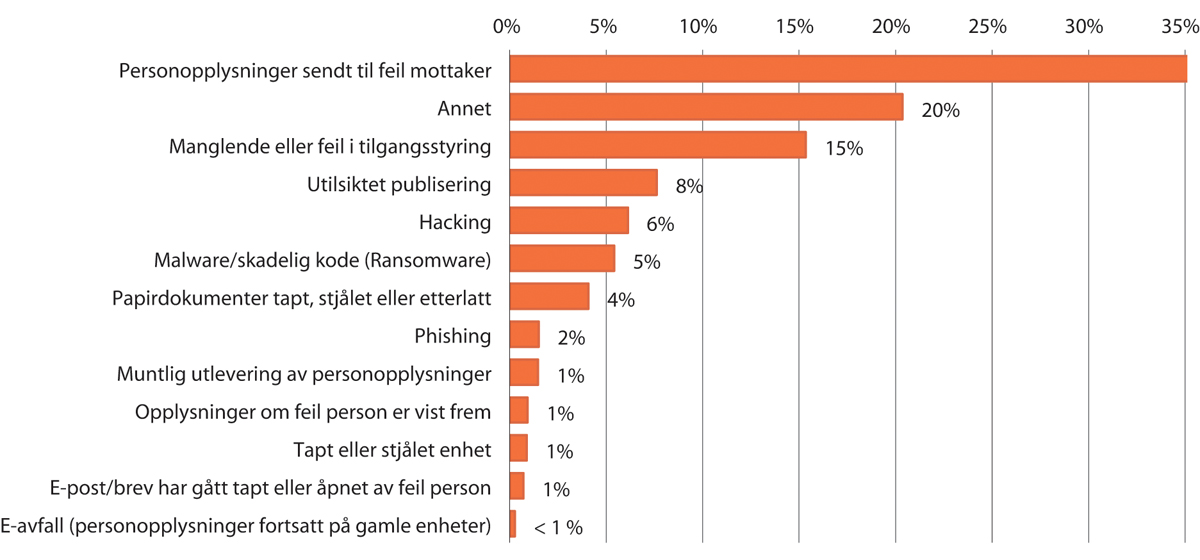 0% 5% 10% 15% 20% 25% 30% 35%
Personopplysninger sendt til feil mottaker
Annet 20%
Manglende eller feil i tilgangsstyring 15%
Utilsiktet publisering 8%
Hacking 6%
Malware/skadelig kode (Ransomware) 5%
Papirdokumenter tapt, stjålet eller etterlatt 4%
Phishing 2%
Muntlig utlevering av personopplysninger 1%
Opplysninger om feil person er vist frem 1%
Tapt eller stjålet enhet 1%
E-post/brev har gått tapt eller åpnet av feil person 1%
E-avfall (personopplysninger fortsatt på gamle enheter) < 1 %